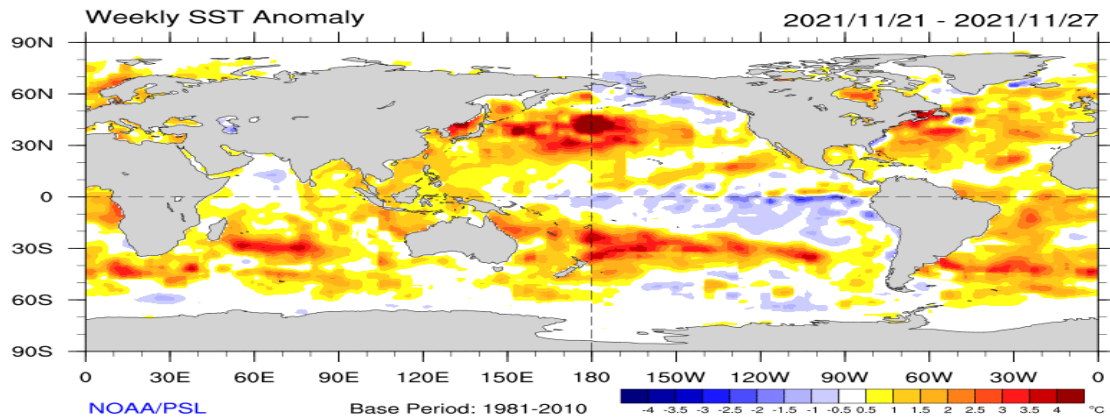 Weekly SST Anomaly 2021/11/21 - 2021/11/27
90N
60N
30N
0
30S
60S
90S
0 30E 60E 90E 120E 150E 180 150W 120W 90W 60W 30W 0
NOAA/PSL Base Period: 1981-2010
-4 -3.5 -3 -2.5 -2 -1.5 -1 -0.5 0.5 1 1.5 2 2.5 3 3.5 4 °C